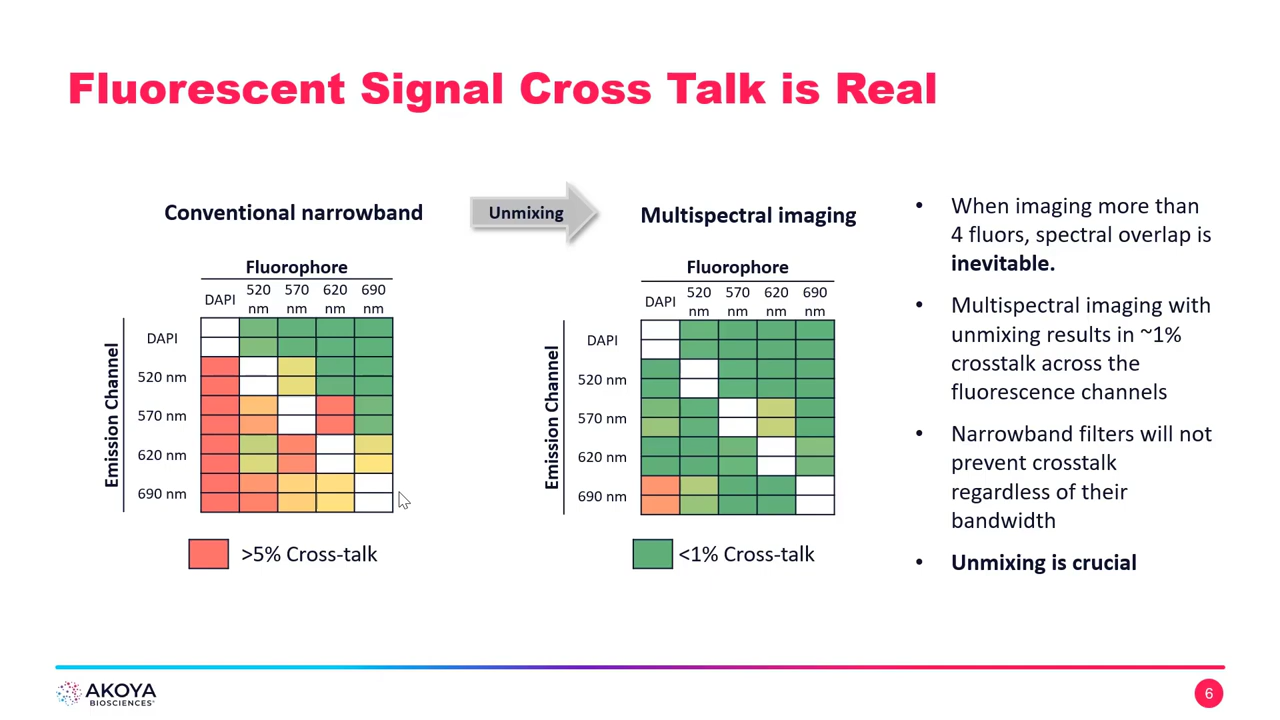 Fluorescent Signal Cross Talk is Real
Conventional narrowband
Fluorophore
DAPI
520
nm
570
nm
620
nm
690
nm
Emission Channel
DAPI
520 nm
570 nm
620 nm
690 nm
>5% Cross-talk
Unmixing
Multispectral imaging
Fluorophore
DAPI
520
nm
570
nm
620
nm
690
nm
Emission Channel
DAPI
520 nm
570 nm
620 nm
690 nm
<1% Cross-talk
• When imaging more than
4 fluors, spectral overlap is
inevitable.
• Multispectral imaging with
unmixing results in ~1%
crosstalk across the
fluorescence channels
• Narrowband filters will not
prevent crosstalk
regardless of their
bandwidth
• Unmixing is crucial
AKOYA
BIOSCIENCES
6